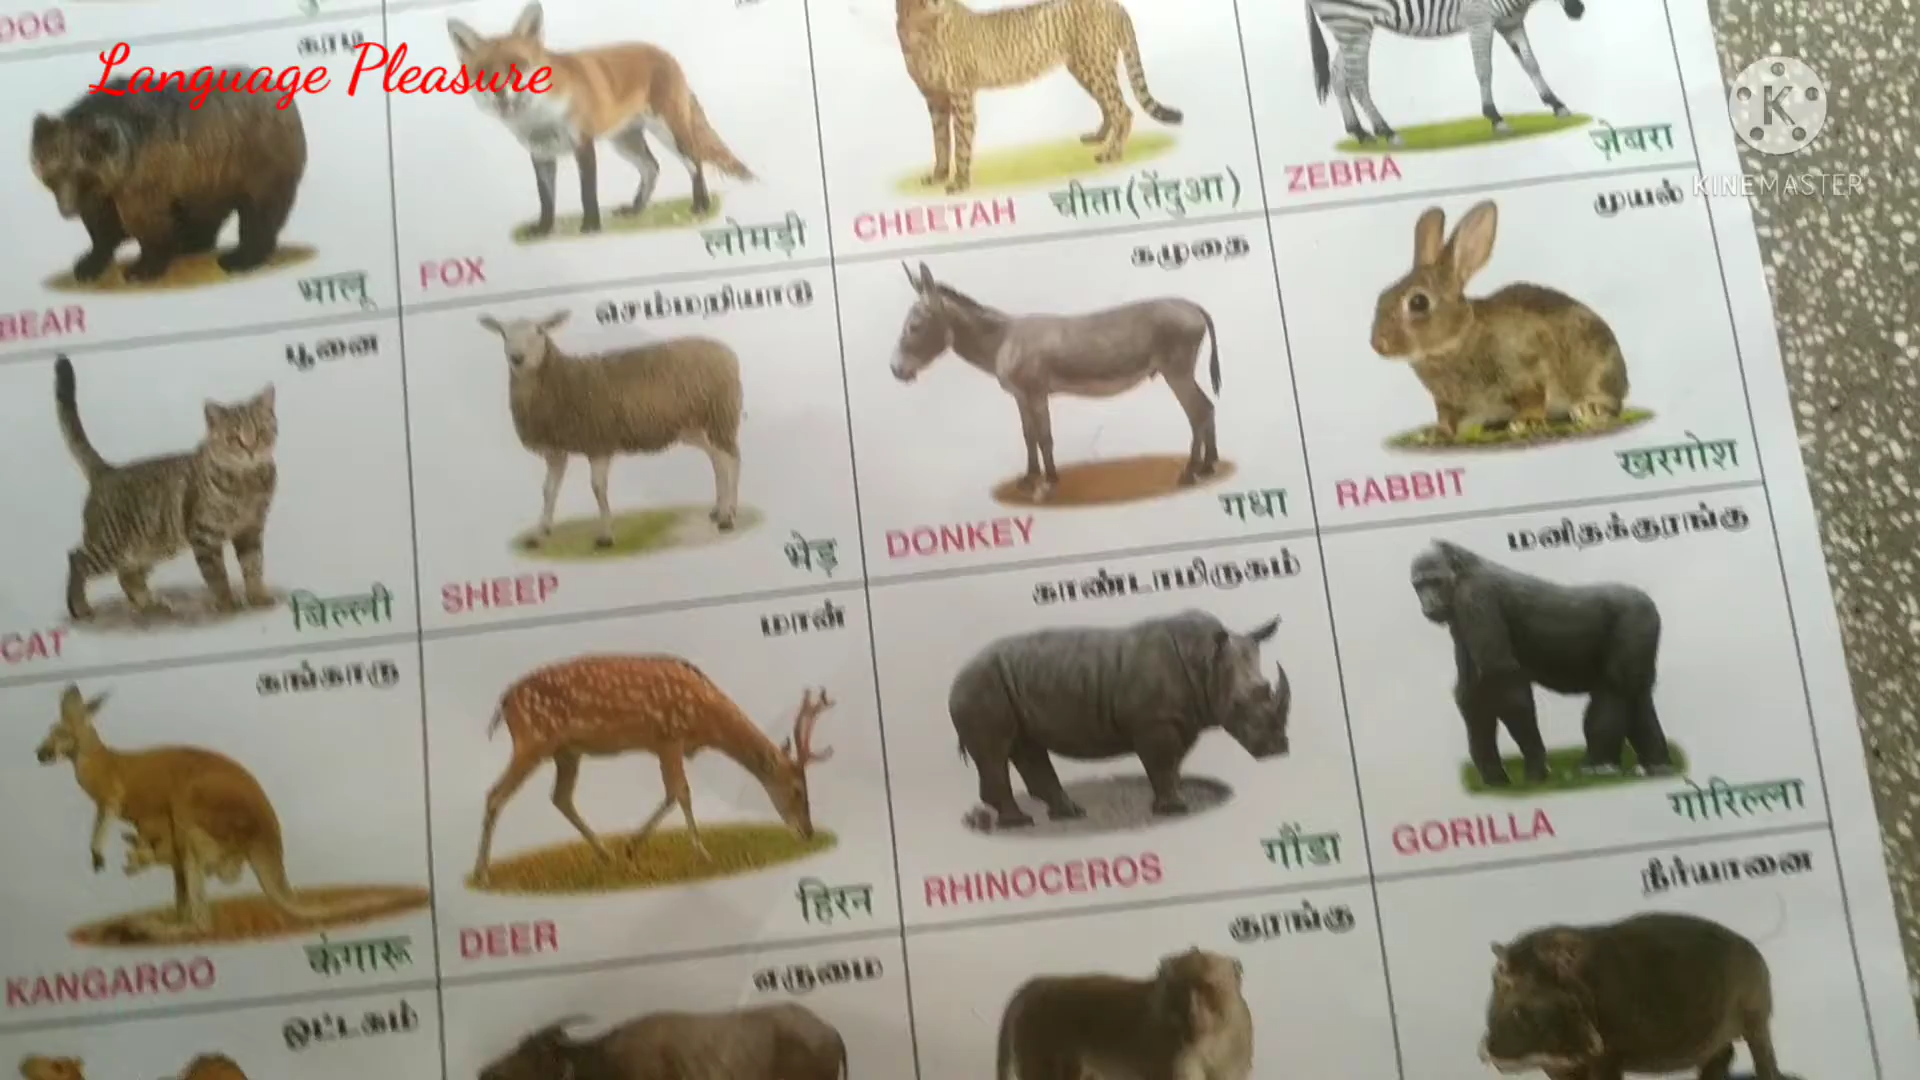 DOG
Language Pleasure
KINEMASTER
கரடி
BEAR
भालू
FOX
लोमड़ी
CHEETAH
चीता(तेंदुआ)
ZEBRA
ज़ेबरा
பூனை
CAT
बिल्ली
செம்மறியாடு
SHEEP
भेड़
கழுதை
DONKEY
गधा
முயல்
RABBIT
खरगोश
கங்காரு
KANGAROO
कंगारू
மான்
DEER
हिरन
காண்டாமிருகம்
RHINOCEROS
गौंडा
மனிதக்குரங்கு
GORILLA
गोरिल्ला
ஒட்டகம்
எருமை
குரங்கு
நீர்யானை